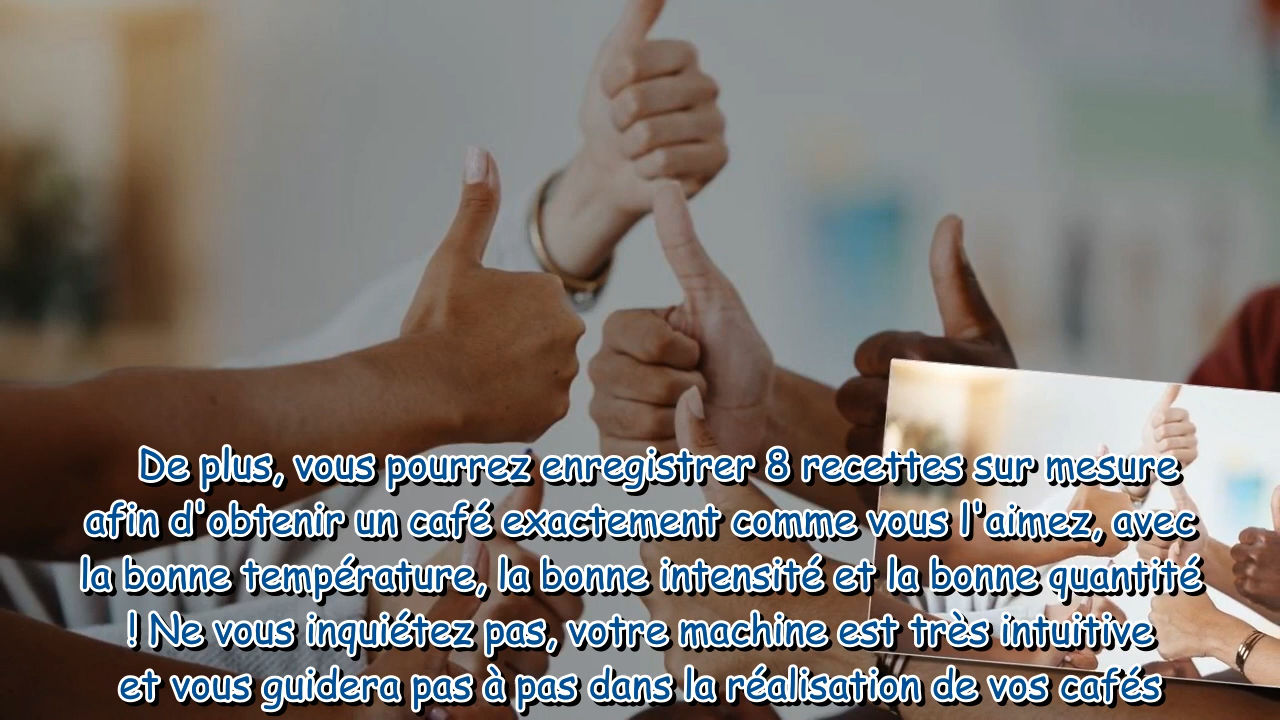 De plus, vous pourrez enregistrer 8 recettes sur mesure
afin d'obtenir un café exactement comme vous l'aimez, avec
la bonne température, la bonne intensité et la bonne quantité
! Ne vous inquiétez pas, votre machine est très intuitive
et vous guidera pas à pas dans la réalisation de vos cafés